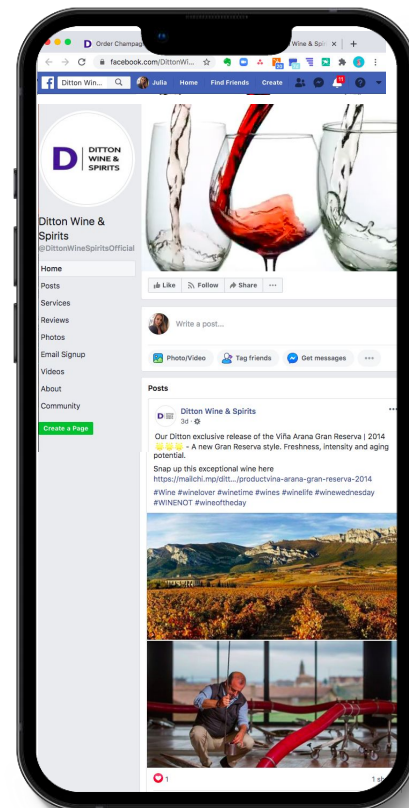 D Order Champag
Wine & Spi
facebook.com/DittonWi...
Ditton Win...
Julia Home Find Friends Create
D DITTON
WINE &
SPIRITS
Ditton Wine &
Spirits
@DittonWineSpiritsOfficial
Home
Posts
Services
Reviews
Photos
Email Signup
Videos
About
Community
Create a Page
Like Follow Share ...
Write a post...
Photo/Video Tag friends Get messages ...
Posts
Ditton Wine & Spirits
3d
Our Ditton exclusive release of the Viña Arana Gran Reserva | 2014
- A new Gran Reserva style. Freshness, intensity and aging
potential.
Snap up this exceptional wine here
https://mailchi.mp/ditt.../productvina-arana-gran-reserva-2014
#Wine #winelover #winetime #wines #winelife #winewednesday
#WINENOT #wineoftheday
1
1 sh